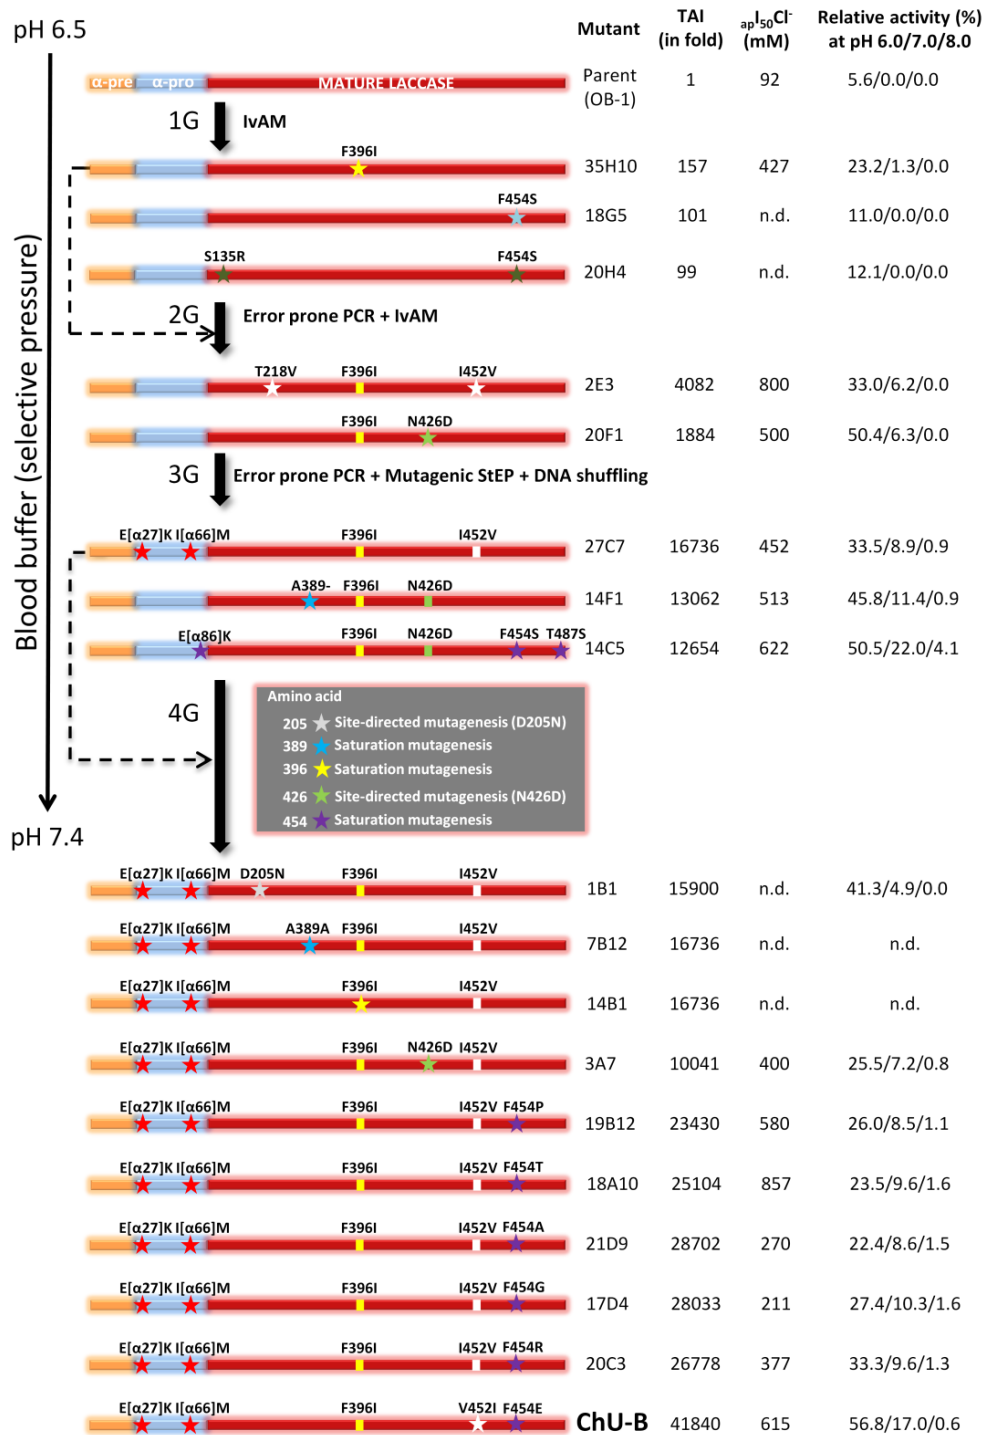 pH 6.5
Mutant
TAI (in fold)
apI50Cl- (mM)
Relative activity (%) at pH 6.0/7.0/8.0
α-pre α-pro MATURE LACCASE
Parent (OB-1) 1 92 5.6/0.0/0.0
1G IvAM
F396I
35H10 157 427 23.2/1.3/0.0
F454S
18G5 101 n.d. 11.0/0.0/0.0
S135R F454S
20H4 99 n.d. 12.1/0.0/0.0
2G Error prone PCR + IvAM
Blood buffer (selective pressure)
T218V F396I I452V
2E3 4082 800 33.0/6.2/0.0
F396I N426D
20F1 1884 500 50.4/6.3/0.0
3G Error prone PCR + Mutagenic StEP + DNA shuffling
E[α27]K I[α66]M F396I I452V
27C7 16736 452 33.5/8.9/0.9
A389- F396I N426D
14F1 13062 513 45.8/11.4/0.9
E[α86]K F396I N426D F454S T487S
14C5 12654 622 50.5/22.0/4.1
4G
Amino acid
205 Site-directed mutagenesis (D205N)
389 Saturation mutagenesis
396 Saturation mutagenesis
426 Site-directed mutagenesis (N426D)
454 Saturation mutagenesis
pH 7.4
E[α27]K I[α66]M D205N F396I I452V
1B1 15900 n.d. 41.3/4.9/0.0
E[α27]K I[α66]M A389A F396I I452V
7B12 16736 n.d. n.d.
E[α27]K I[α66]M F396I I452V
14B1 16736 n.d. n.d.
E[α27]K I[α66]M F396I N426D I452V
3A7 10041 400 25.5/7.2/0.8
E[α27]K I[α66]M F396I I452V F454P
19B12 23430 580 26.0/8.5/1.1
E[α27]K I[α66]M F396I I452V F454T
18A10 25104 857 23.5/9.6/1.6
E[α27]K I[α66]M F396I I452V F454A
21D9 28702 270 22.4/8.6/1.5
E[α27]K I[α66]M F396I I452V F454G
17D4 28033 211 27.4/10.3/1.6
E[α27]K I[α66]M F396I I452V F454R
20C3 26778 377 33.3/9.6/1.3
E[α27]K I[α66]M F396I V452I F454E
ChU-B 41840 615 56.8/17.0/0.6